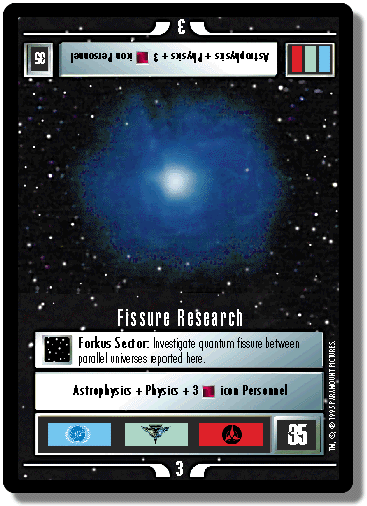 3
35
Astrophysics + Physics + 3 icon Personnel
Fissure Research
Forkus Sector: Investigate quantum fissure between
parallel universes reported here.
Astrophysics + Physics + 3 icon Personnel
35
3
TM, ®, © 1995 PARAMOUNT PICTURES.